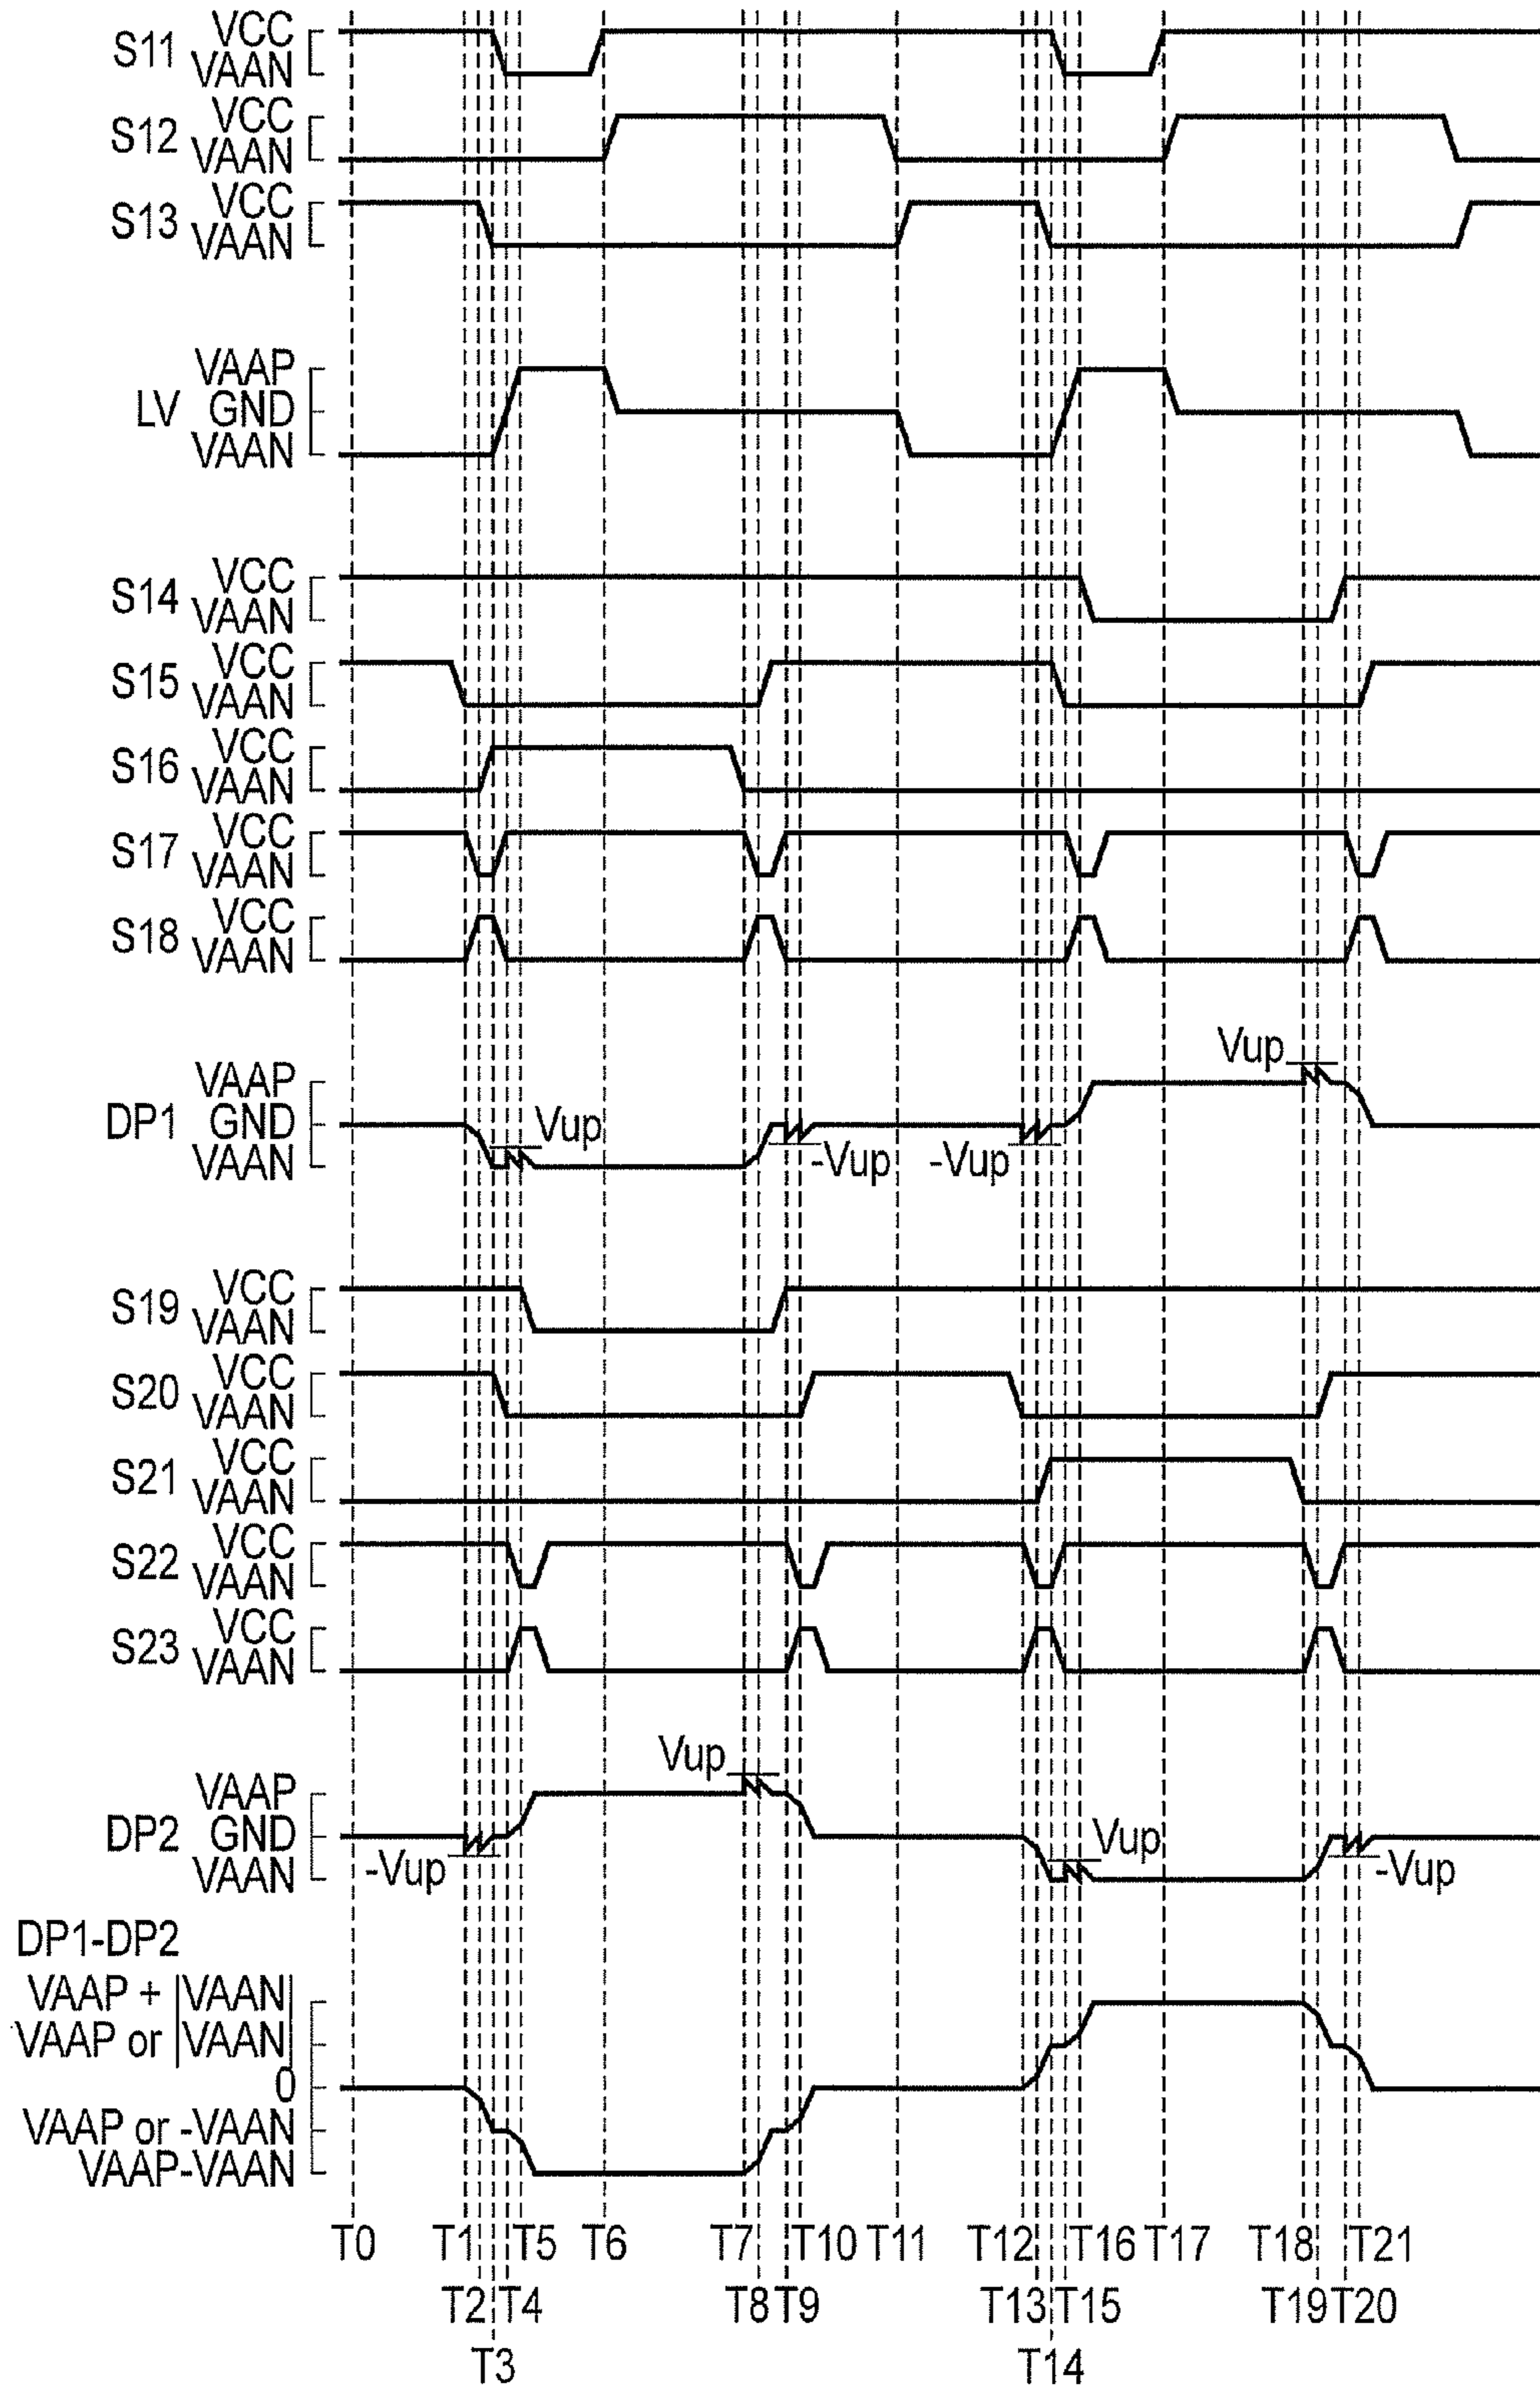 S11 VCC
VAAN
S12 VCC
VAAN
S13 VCC
VAAN
VAAP
LV GND
VAAN
S14 VCC
VAAN
S15 VCC
VAAN
S16 VCC
VAAN
S17 VCC
VAAN
S18 VCC
VAAN
Vup
VAAP
DP1 GND Vup
VAAN -Vup -Vup
S19 VCC
VAAN
S20 VCC
VAAN
S21 VCC
VAAN
S22 VCC
VAAN
S23 VCC
VAAN
Vup
VAAP
DP2 GND Vup
-Vup VAAN -Vup
DP1-DP2
VAAP + |VAAN|
VAAP or |VAAN|
0
VAAP or -VAAN
VAAP-VAAN
T0 T1 T5 T6 T7 T10 T11 T12 T16 T17 T18 T21
T2 T4 T8 T9 T13 T15 T19 T20
T3 T14